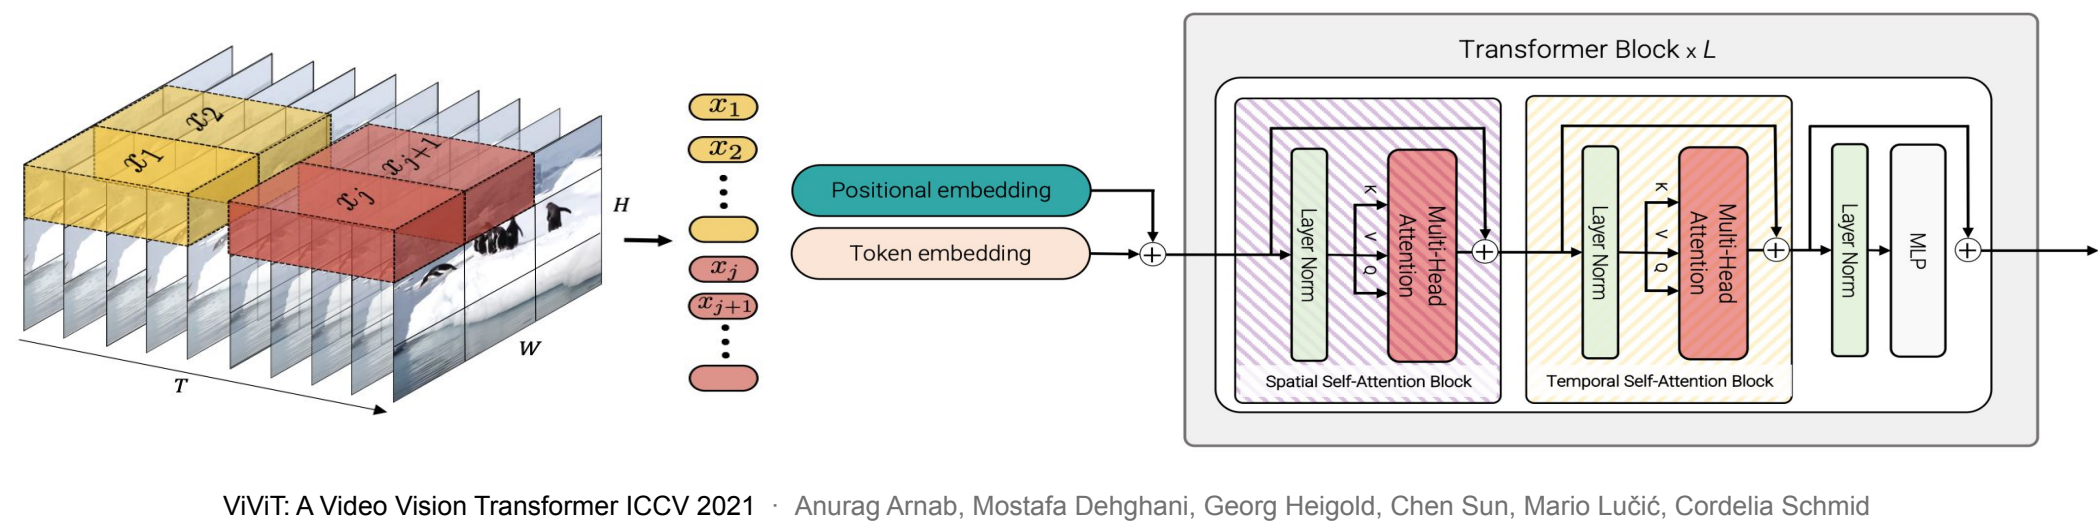 x₁
x₂
xⱼ
xⱼ₊₁
H
W
T
x₁
x₂
xⱼ
xⱼ₊₁
Positional embedding
Token embedding
Transformer Block x L
Layer Norm
K
V
Q
Multi-Head
Attention
Spatial Self-Attention Block
Layer Norm
K
V
Q
Multi-Head
Attention
Temporal Self-Attention Block
Layer Norm
MLP
ViViT: A Video Vision Transformer ICCV 2021 · Anurag Arnab, Mostafa Dehghani, Georg Heigold, Chen Sun, Mario Lučić, Cordelia Schmid